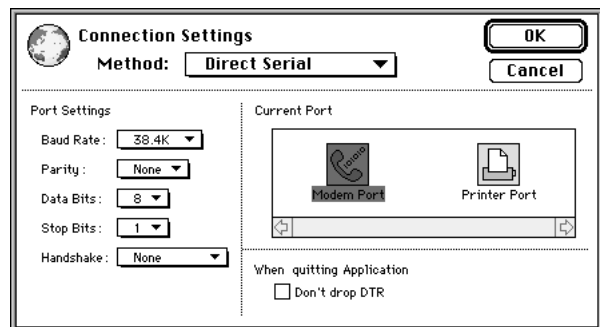 Connection Settings
Method: Direct Serial
OK
Cancel
Port Settings
Baud Rate: 38.4K
Parity: None
Data Bits: 8
Stop Bits: 1
Handshake: None
Current Port
Modem Port
Printer Port
When quitting Application
Don't drop DTR